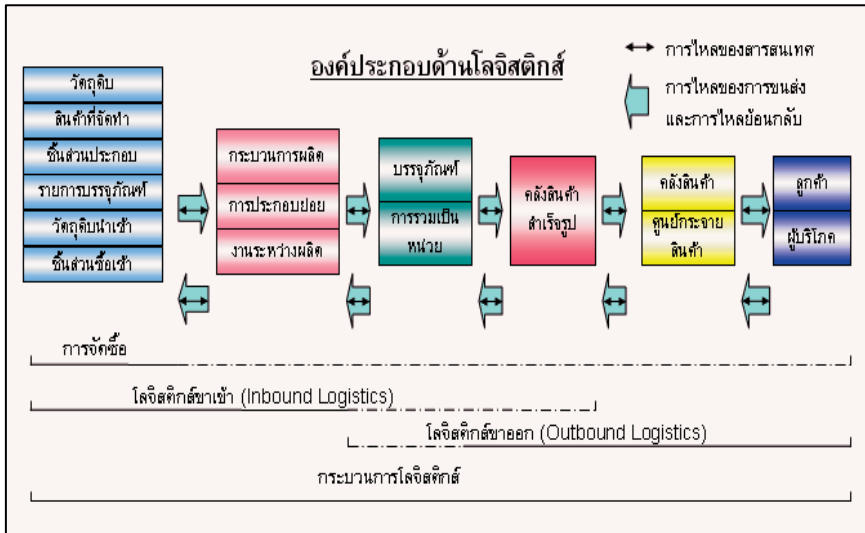 องค์ประกอบด้านโลจิสติกส์
การไหลของสารสนเทศ
การไหลของการขนส่ง
และการไหลย้อนกลับ
วัตถุดิบ
สินค้าที่จัดทำ
ชิ้นส่วนประกอบ
รายการบรรจุภัณฑ์
วัตถุดิบนำเข้า
ชิ้นส่วนซื้อเข้า
กระบวนการผลิต
การประกอบย่อย
งานระหว่างผลิต
บรรจุภัณฑ์
การรวมเป็น
หน่วย
คลังสินค้า
สำเร็จรูป
คลังสินค้า
ศูนย์กระจาย
สินค้า
ลูกค้า
ผู้บริโภค
การจัดซื้อ
โลจิสติกส์ขาเข้า (Inbound Logistics)
โลจิสติกส์ขาออก (Outbound Logistics)
กระบวนการโลจิสติกส์